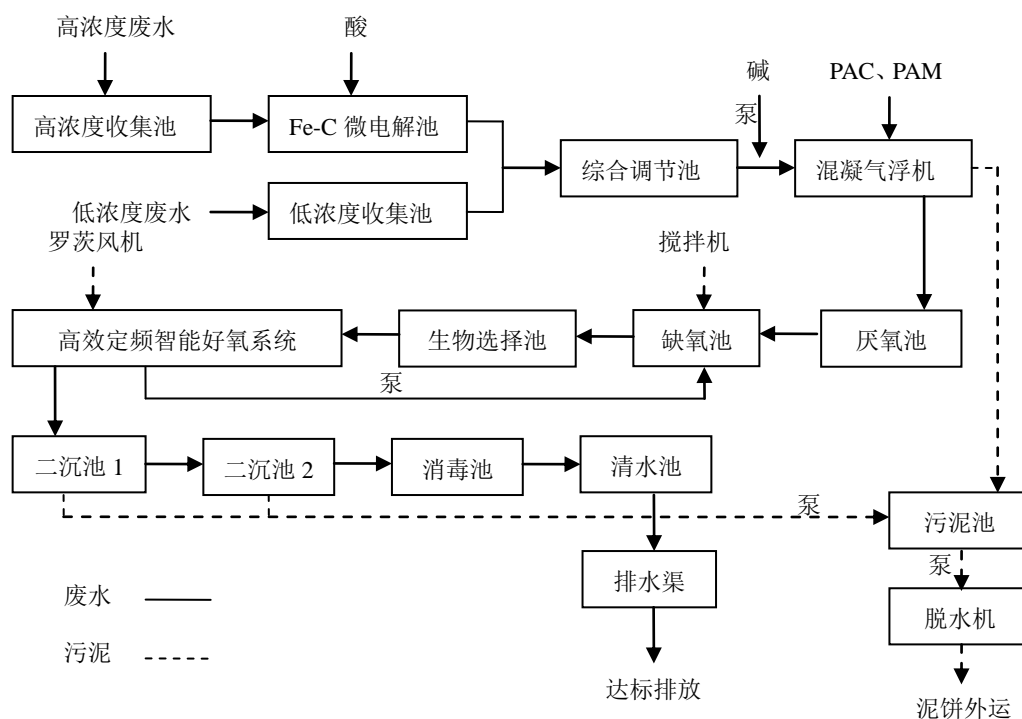 高浓度废水
酸
碱
PAC、PAM
泵
高浓度收集池
Fe-C 微电解池
综合调节池
混凝气浮机
低浓度废水
低浓度收集池
罗茨风机
搅拌机
高效定频智能好氧系统
生物选择池
缺氧池
厌氧池
泵
二沉池 1
二沉池 2
消毒池
清水池
泵
污泥池
泵
排水渠
脱水机
废水
污泥
达标排放
泥饼外运